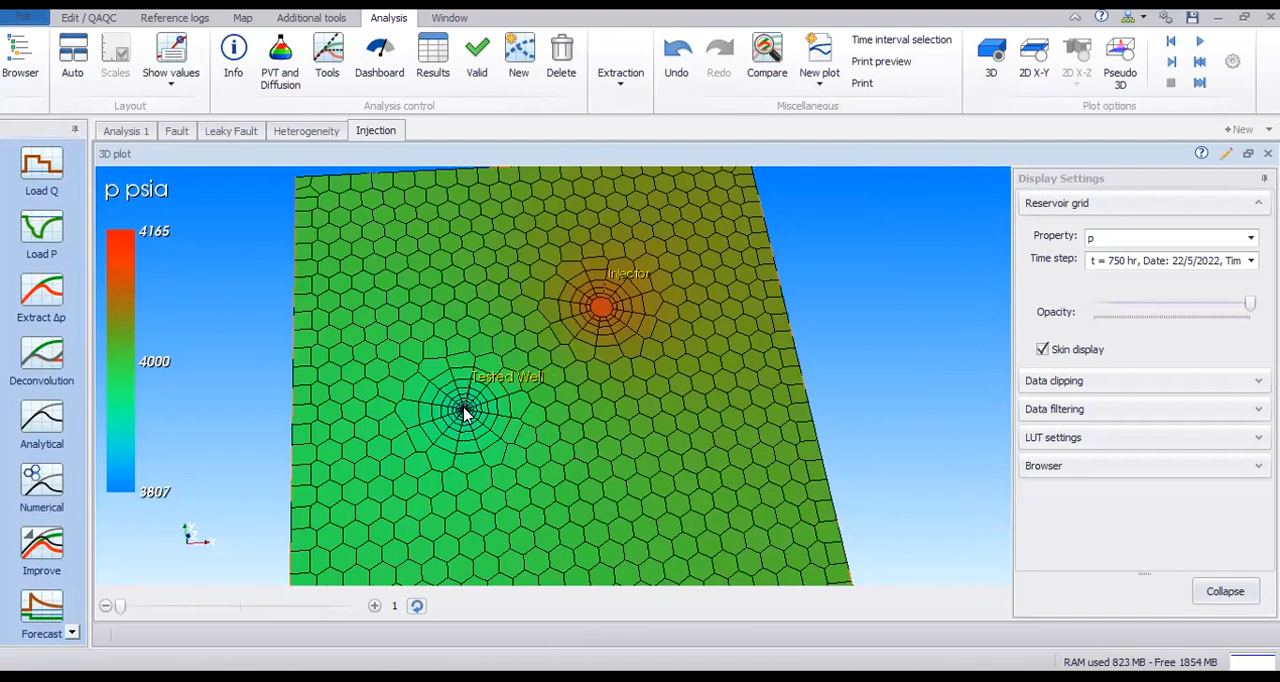 File Edit / QAQC Reference logs Map Additional tools Analysis Window
Browser Auto Scales Show values Info PVT and Diffusion Tools Dashboard Results Valid New Delete Extraction Undo Redo Compare New plot 3D 2D X-Y 2D X-Z Pseudo 3D
Time interval selection
Print preview
Print
Layout Analysis control Miscellaneous Plot options
Analysis 1 Fault Leaky Fault Heterogeneity Injection + New
3D plot
Load Q
Load P
Extract Δp
Deconvolution
Analytical
Numerical
Improve
Forecast
p psia
4165
4000
3807
Injector
Tested Well
Y
X
1
Display Settings
Reservoir grid
Property: p
Time step: t = 750 hr, Date: 22/5/2022, Tim
Opacity:
Skin display
Data clipping
Data filtering
LUT settings
Browser
Collapse
RAM used 823 MB - Free 1854 MB